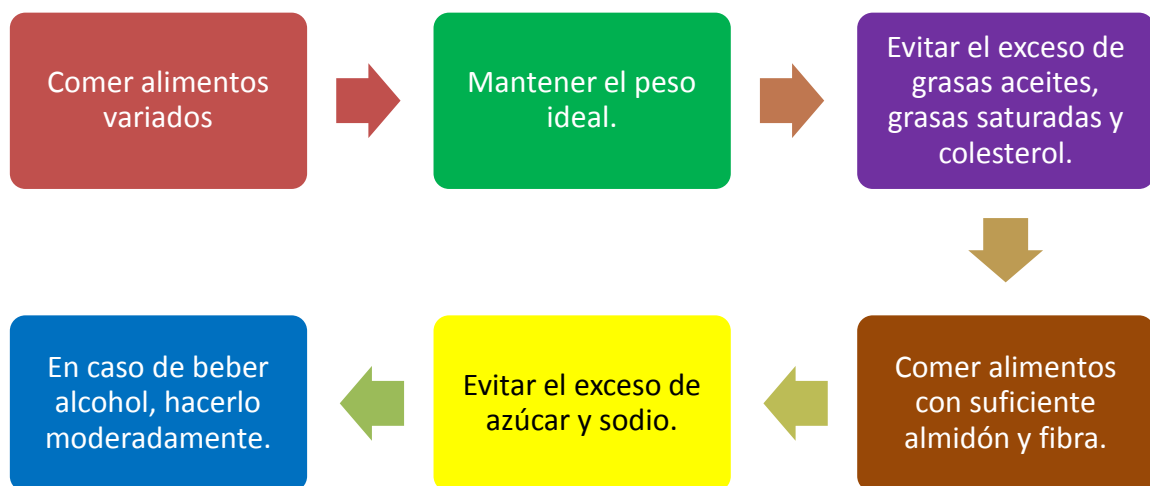 Comer alimentos
variados
Mantener el peso
ideal.
Evitar el exceso de
grasas aceites,
grasas saturadas y
colesterol.
Comer alimentos
con suficiente
almidón y fibra.
Evitar el exceso de
azúcar y sodio.
En caso de beber
alcohol, hacerlo
moderadamente.